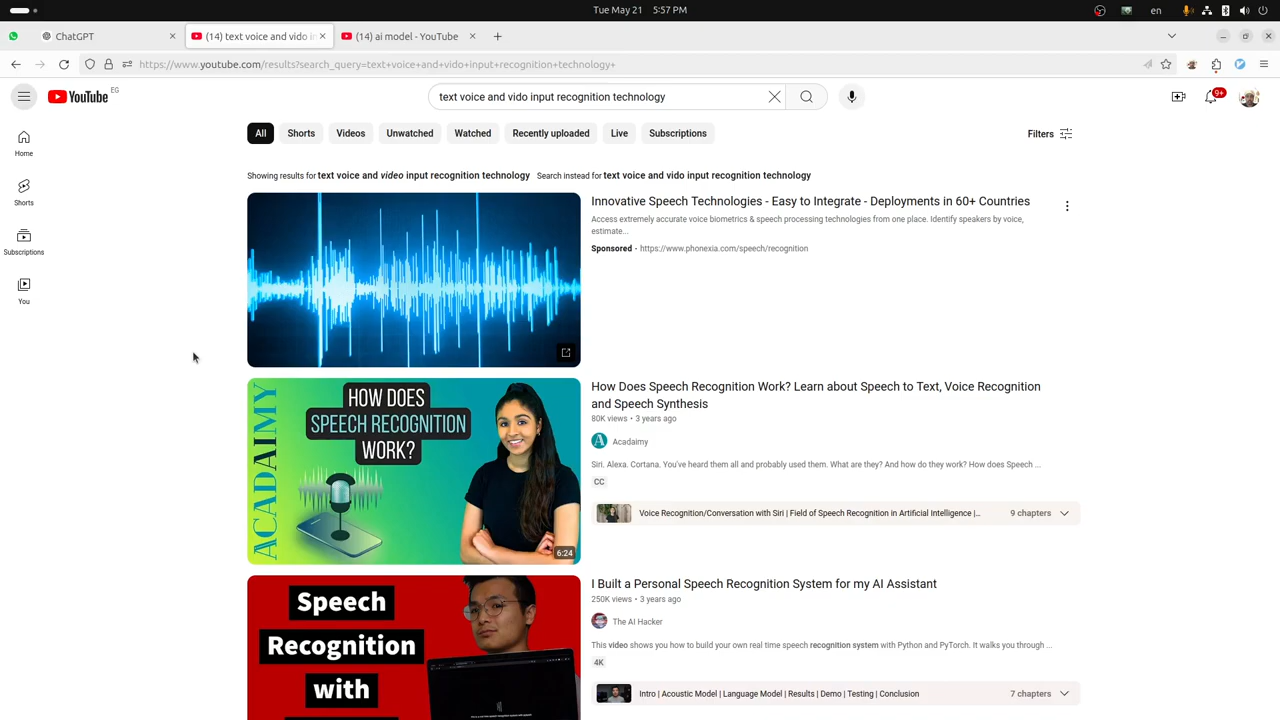 Tue May 21 5:57 PM
en
ChatGPT
(14) text voice and vido in
(14) ai model - YouTube
https://www.youtube.com/results?search_query=text+voice+and+vido+input+recognition+technology+
YouTube EG
text voice and vido input recognition technology
9+
All
Shorts
Videos
Unwatched
Watched
Recently uploaded
Live
Subscriptions
Filters
Home
Shorts
Subscriptions
You
Showing results for text voice and video input recognition technology Search instead for text voice and vido input recognition technology
Innovative Speech Technologies - Easy to Integrate - Deployments in 60+ Countries
Access extremely accurate voice biometrics & speech processing technologies from one place. Identify speakers by voice,
estimate...
Sponsored · https://www.phonexia.com/speech/recognition
ACADAIMY
HOW DOES
SPEECH RECOGNITION
WORK?
6:24
How Does Speech Recognition Work? Learn about Speech to Text, Voice Recognition
and Speech Synthesis
80K views • 3 years ago
Acadaimy
Siri. Alexa. Cortana. You've heard them all and probably used them. What are they? And how do they work? How does Speech ...
CC
Voice Recognition/Conversation with Siri | Field of Speech Recognition in Artificial Intelligence |...
9 chapters
Speech
Recognition
with
I Built a Personal Speech Recognition System for my AI Assistant
250K views • 3 years ago
The AI Hacker
This video shows you how to build your own real time speech recognition system with Python and PyTorch. It walks you through ...
4K
Intro | Acoustic Model | Language Model | Results | Demo | Testing | Conclusion
7 chapters